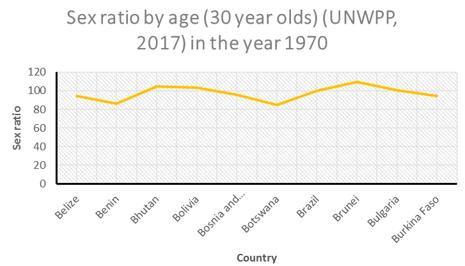 Sex ratio by age (30 year olds) (UNWPP,
2017) in the year 1970
120
100
80
60
40
20
0
Sex ratio
Belize
Benin
Bhutan
Bolivia
Bosnia and...
Botswana
Brazil
Brunei
Bulgaria
Burkina Faso
Country